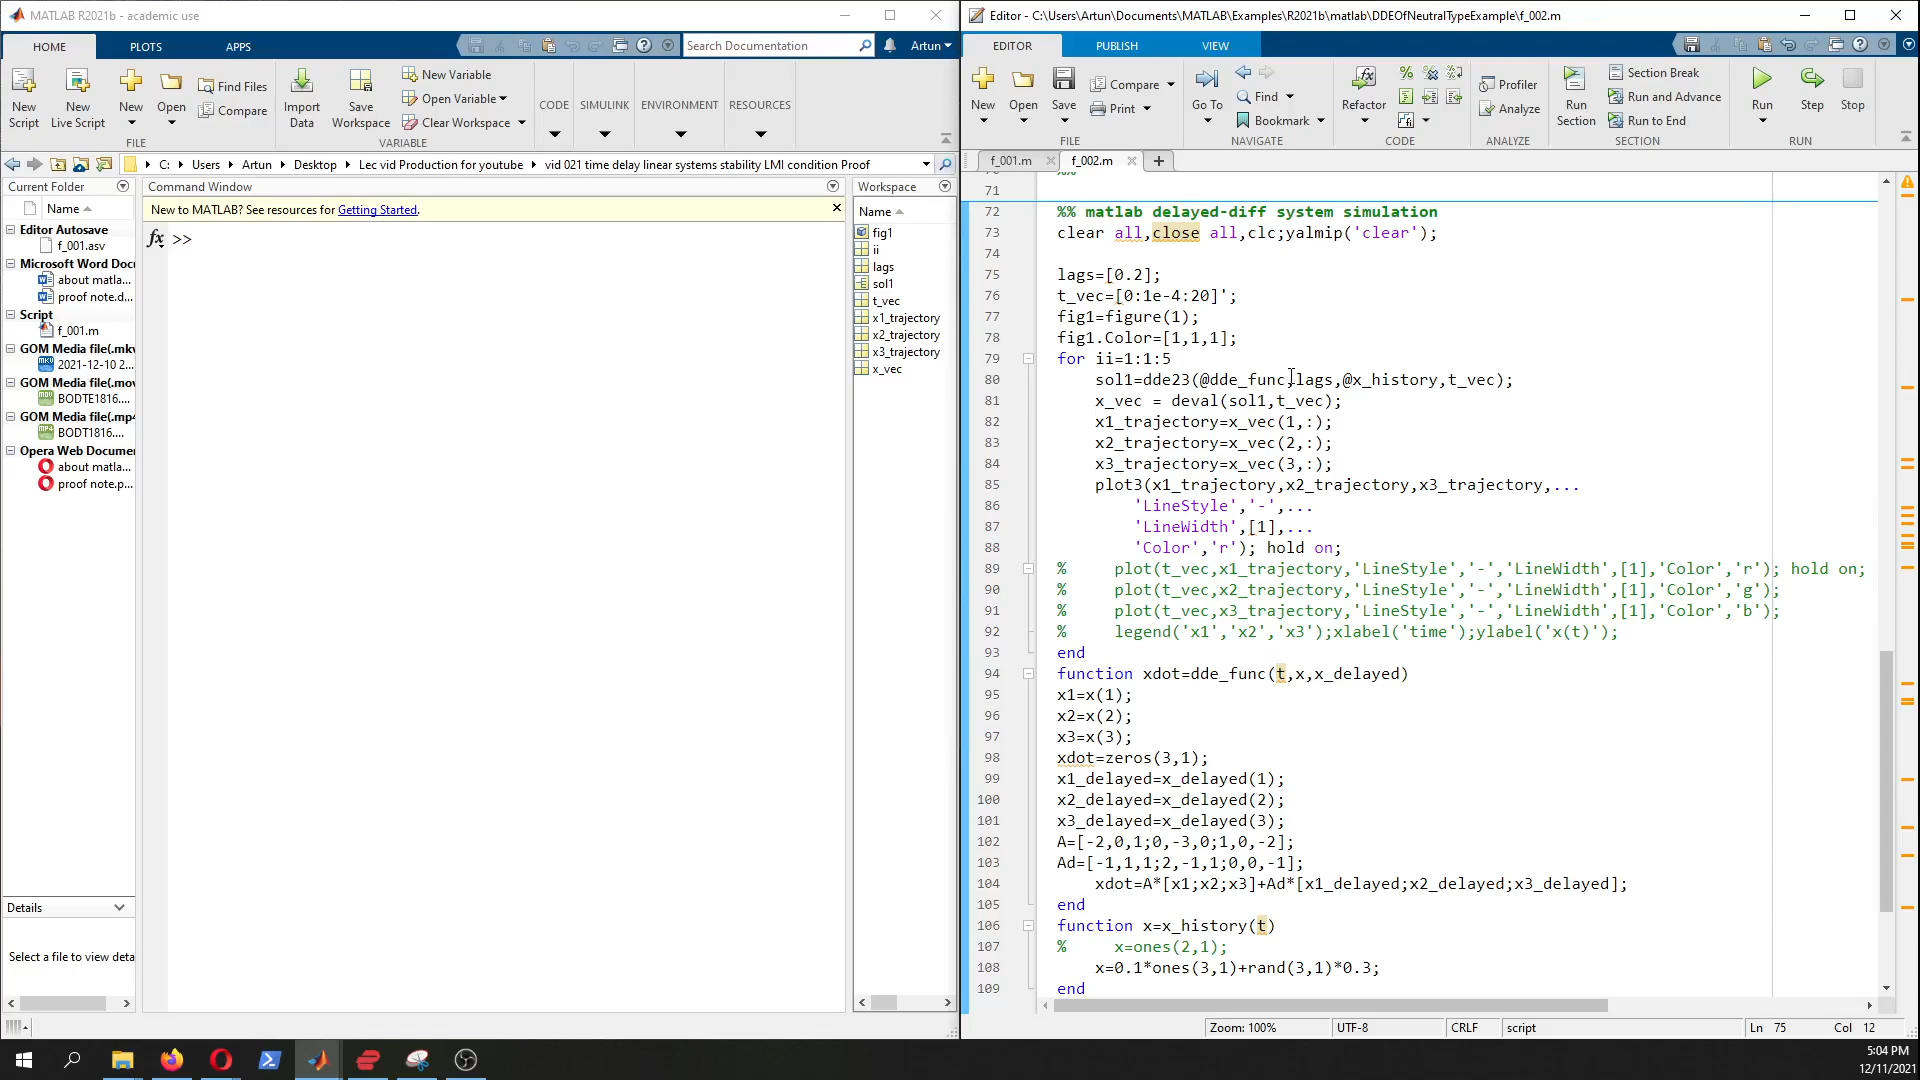 MATLAB R2021b - academic use
HOME PLOTS APPS
Search Documentation
Artun
New Script
New Live Script
New
Open
Find Files
Compare
Import Data
Save Workspace
New Variable
Open Variable
Clear Workspace
CODE
SIMULINK
ENVIRONMENT
RESOURCES
FILE
VARIABLE
C: Users Artun Desktop Lec vid Production for youtube vid 021 time delay linear systems stability LMI condition Proof
Current Folder
Name
Editor Autosave
f_001.asv
Microsoft Word Docu
about matla...
proof note.d...
Script
f_001.m
GOM Media file(.mkv
2021-12-10 2...
GOM Media file(.mov
BODTE1816....
GOM Media file(.mp4
BODT1816....
Opera Web Documen
about matla...
proof note.p...
Details
Select a file to view deta
Command Window
New to MATLAB? See resources for Getting Started.
fx >>
Workspace
Name
fig1
ii
lags
sol1
t_vec
x1_trajectory
x2_trajectory
x3_trajectory
x_vec
Editor - C:\Users\Artun\Documents\MATLAB\Examples\R2021b\matlab\DDEOfNeutralTypeExample\f_002.m
EDITOR PUBLISH VIEW
New
Open
Save
Compare
Print
Go To
Find
Bookmark
Refactor
Profiler
Analyze
Run Section
Section Break
Run and Advance
Run to End
Run
Step
Stop
FILE
NAVIGATE
CODE
ANALYZE
SECTION
RUN
f_001.m
f_002.m
71
72 %% matlab delayed-diff system simulation
73 clear all,close all,clc;yalmip('clear');
74
75 lags=[0.2];
76 t_vec=[0:1e-4:20]';
77 fig1=figure(1);
78 fig1.Color=[1,1,1];
79 for ii=1:1:5
80 sol1=dde23(@dde_func,lags,@x_history,t_vec);
81 x_vec = deval(sol1,t_vec);
82 x1_trajectory=x_vec(1,:);
83 x2_trajectory=x_vec(2,:);
84 x3_trajectory=x_vec(3,:);
85 plot3(x1_trajectory,x2_trajectory,x3_trajectory,...
86 'LineStyle','-',...
87 'LineWidth',[1],...
88 'Color','r'); hold on;
89 % plot(t_vec,x1_trajectory,'LineStyle','-','LineWidth',[1],'Color','r'); hold on;
90 % plot(t_vec,x2_trajectory,'LineStyle','-','LineWidth',[1],'Color','g');
91 % plot(t_vec,x3_trajectory,'LineStyle','-','LineWidth',[1],'Color','b');
92 % legend('x1','x2','x3');xlabel('time');ylabel('x(t)');
93 end
94 function xdot=dde_func(t,x,x_delayed)
95 x1=x(1);
96 x2=x(2);
97 x3=x(3);
98 xdot=zeros(3,1);
99 x1_delayed=x_delayed(1);
100 x2_delayed=x_delayed(2);
101 x3_delayed=x_delayed(3);
102 A=[-2,0,1;0,-3,0;1,0,-2];
103 Ad=[-1,1,1;2,-1,1;0,0,-1];
104 xdot=A*[x1;x2;x3]+Ad*[x1_delayed;x2_delayed;x3_delayed];
105 end
106 function x=x_history(t)
107 % x=ones(2,1);
108 x=0.1*ones(3,1)+rand(3,1)*0.3;
109 end
Zoom: 100% UTF-8 CRLF script Ln 75 Col 12
5:04 PM
12/11/2021